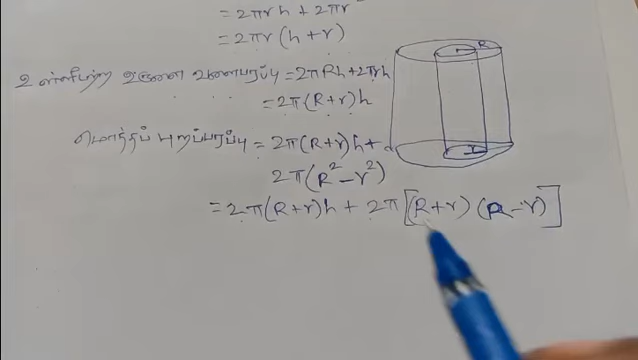 = 2πrh + 2πr
= 2πr (h + r)
உள்ளீடற்ற உருளை வளைபரப்பு = 2πRh + 2πrh
= 2π(R+r)h
R
மொத்தப் புறப்பரப்பு = 2π(R+r)h +
r
2π(R²-r²)
= 2π(R+r)h + 2π[(R+r)(R-r)]